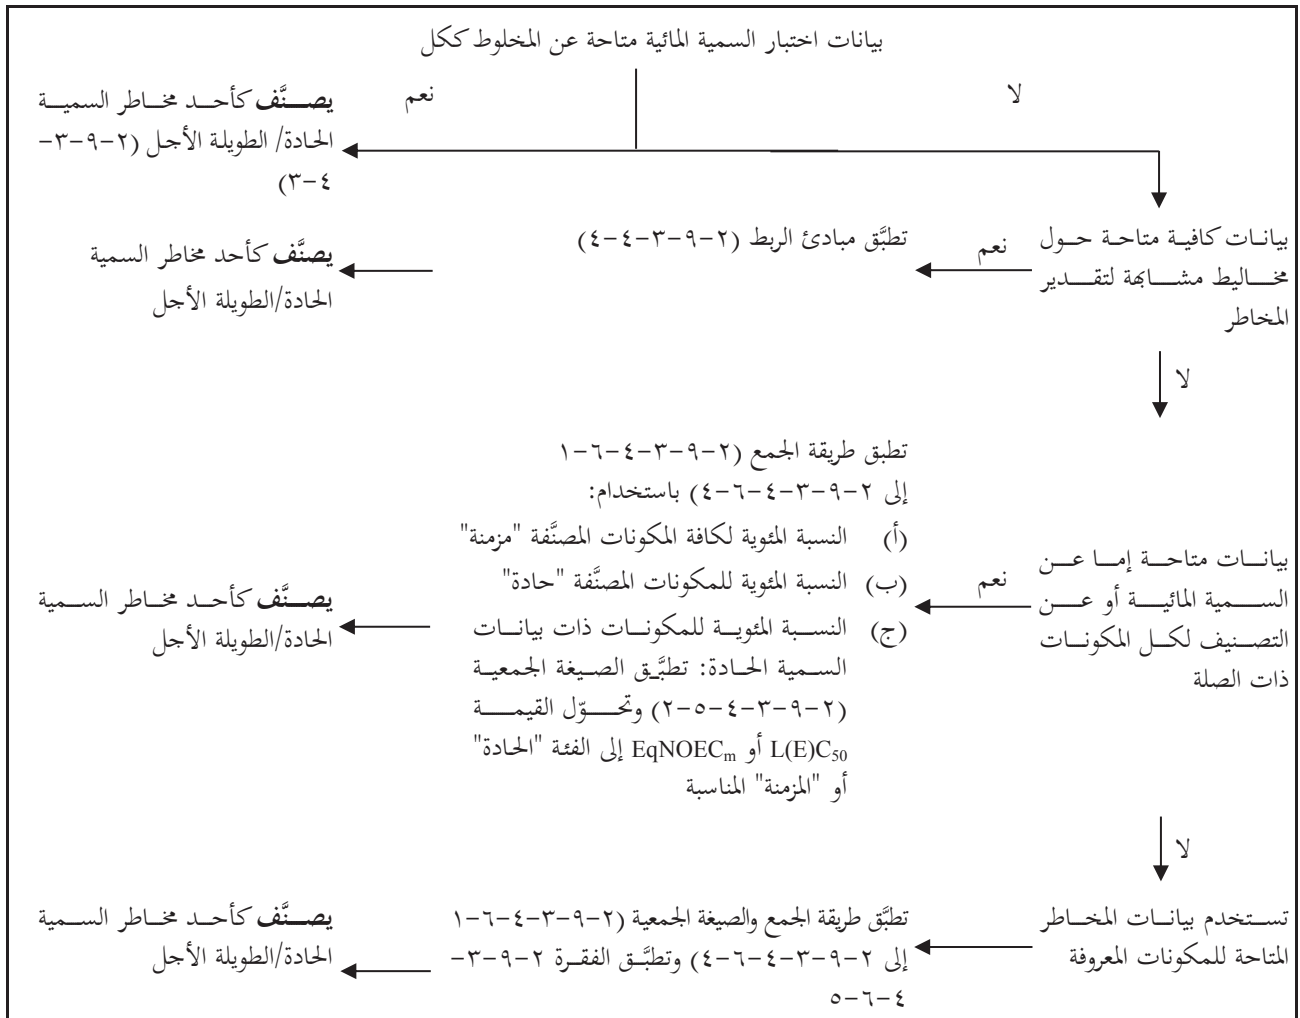 بيانات اختبار السمية المائية متاحة عن المخلوط ككل
لا
نعم
يصنَّف كأحد مخاطر السمية
الحادة/ الطويلة الأجل (٢-٩-٣-
٤-٣)
بيانات كافية متاحة حول
مخاليط مشابهة لتقدير
المخاطر
نعم
تطبَّق مبادئ الربط (٢-٩-٣-٤-٤)
يصنَّف كأحد مخاطر السمية
الحادة/الطويلة الأجل
لا
بيانات متاحة إما عن
السمية المائية أو عن
التصنيف لكل المكونات
ذات الصلة
نعم
تطبق طريقة الجمع (٢-٩-٣-٤-٦-١
إلى ٢-٩-٣-٤-٦-٤) باستخدام:
(أ) النسبة المئوية لكافة المكونات المصنَّفة "مزمنة"
(ب) النسبة المئوية للمكونات المصنَّفة "حادة"
(ج) النسبة المئوية للمكونات ذات بيانات
السمية الحادة: تطبَّق الصيغة الجمعية
(٢-٩-٣-٤-٥-٢) وتحوّل القيمة
L(E)C₅₀ أو EqNOECₘ إلى الفئة "الحادة"
أو "المزمنة" المناسبة
يصنَّف كأحد مخاطر السمية
الحادة/الطويلة الأجل
لا
تستخدم بيانات المخاطر
المتاحة للمكونات المعروفة
تطبَّق طريقة الجمع والصيغة الجمعية (٢-٩-٣-٤-٦-١
إلى ٢-٩-٣-٤-٦-٤) وتطبَّق الفقرة ٢-٩-٣-
٤-٦-٥
يصنَّف كأحد مخاطر السمية
الحادة/الطويلة الأجل